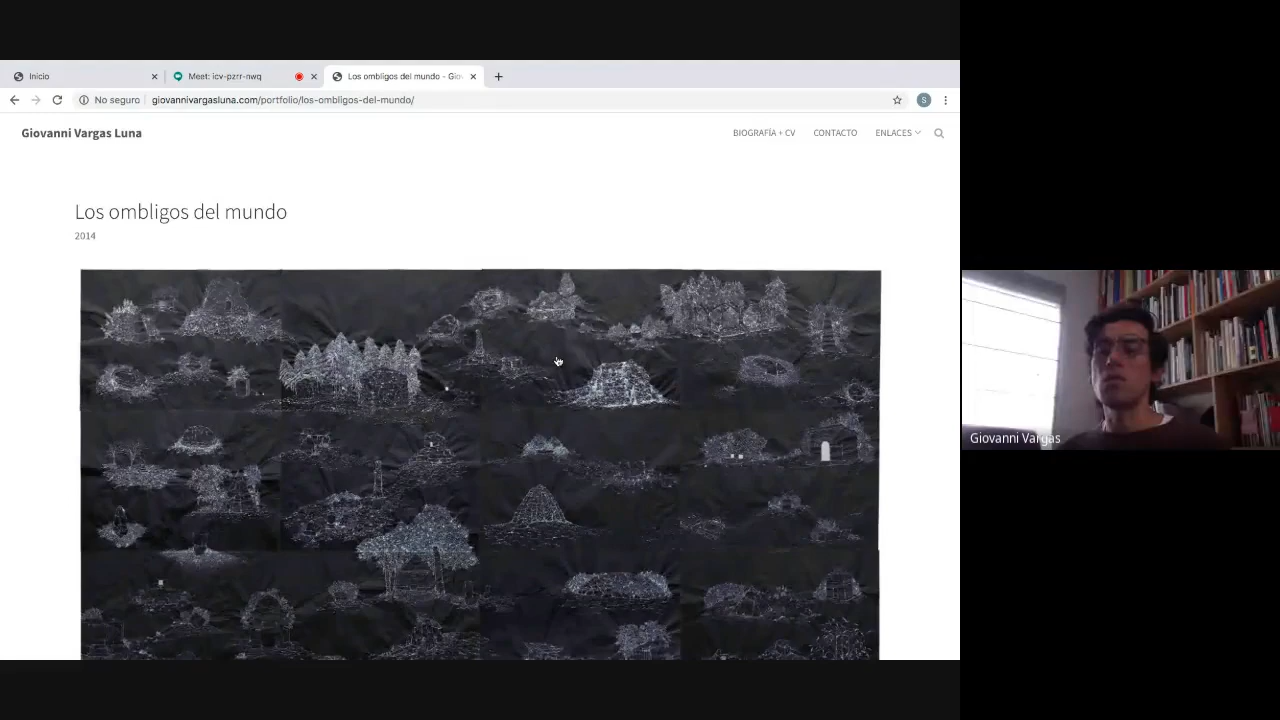 Inicio
Meet: icv-pzrr-nwq
Los ombligos del mundo - Gio
No seguro
giovannivargasluna.com/portfolio/los-ombligos-del-mundo/
S
Giovanni Vargas Luna
BIOGRAFÍA + CV
CONTACTO
ENLACES
Los ombligos del mundo
2014
Giovanni Vargas